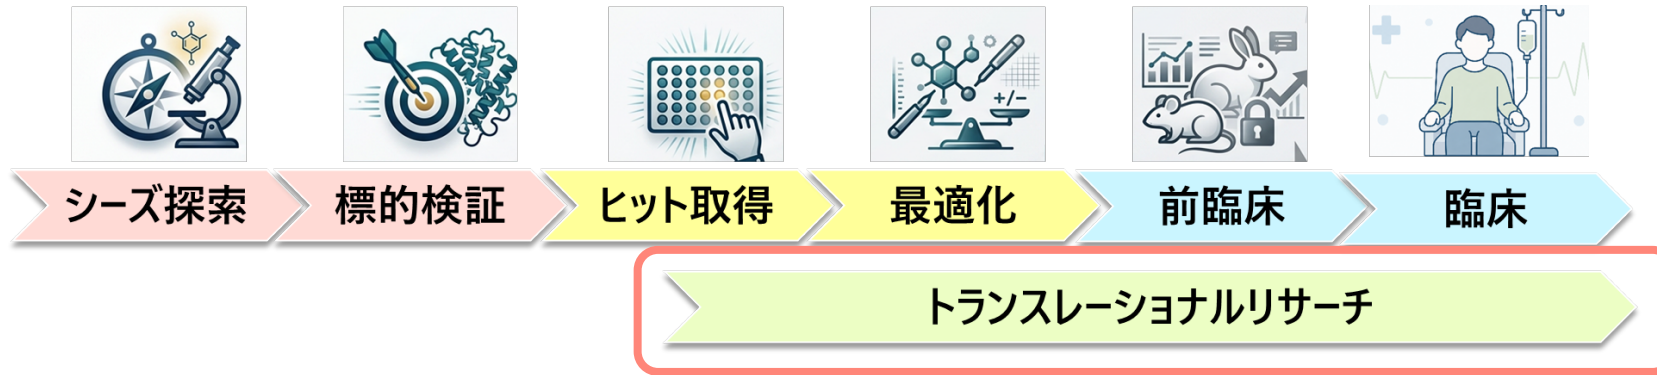 +/−
シーズ探索
標的検証
ヒット取得
最適化
前臨床
臨床
トランスレーショナルリサーチ